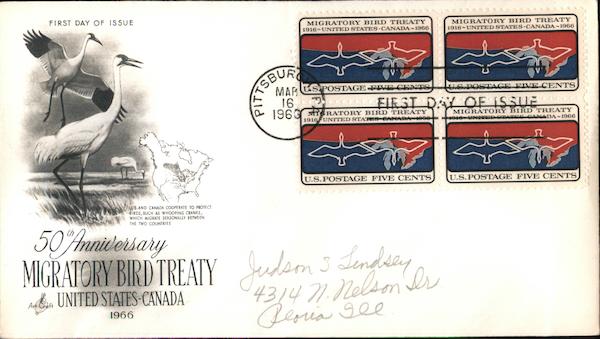 FIRST DAY OF ISSUE
MIGRATORY BIRD TREATY
1916—UNITED STATES-CANADA—1966
U.S. POSTAGE FIVE CENTS
MIGRATORY BIRD TREATY
1916—UNITED STATES-CANADA—1966
U.S. POSTAGE FIVE CENTS
MIGRATORY BIRD TREATY
1916—UNITED STATES-CANADA—1966
U.S. POSTAGE FIVE CENTS
MIGRATORY BIRD TREATY
1916—UNITED STATES-CANADA—1966
U.S. POSTAGE FIVE CENTS
PITTSBURGH, PA.
MAR
16
FIRST DAY OF ISSUE
U.S. AND CANADA COOPERATE TO PROTECT
BIRDS, SUCH AS WHOOPING CRANES,
WHICH MIGRATE SEASONALLY BETWEEN
THE TWO COUNTRIES
50th Anniversary
MIGRATORY BIRD TREATY
UNITED STATES-CANADA
1966
ArtCraft
Judson S Lindsey
4314 N. Nelson Dr
Peoria Ill.